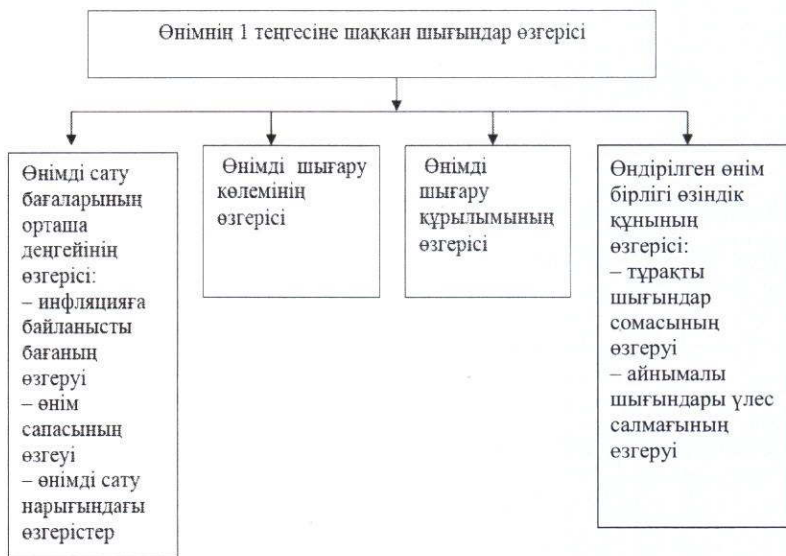 Өнімнің 1 теңгесіне шаққан шығындар өзгерісі
Өнімді сату
бағаларының
орташа
деңгейінің
өзгерісі:
– инфляцияға
байланысты
бағаның
өзгеруі
– өнім
сапасының
өзгеуі
– өнімді сату
нарығындағы
өзгерістер
Өнімді шығару
көлемінің
өзгерісі
Өнімді
шығару
құрылымының
өзгерісі
Өндірілген өнім
бірлігі өзіндік
құнының
өзгерісі:
– тұрақты
шығындар
сомасының
өзгеруі
– айнымалы
шығындары үлес
салмағының
өзгеруі